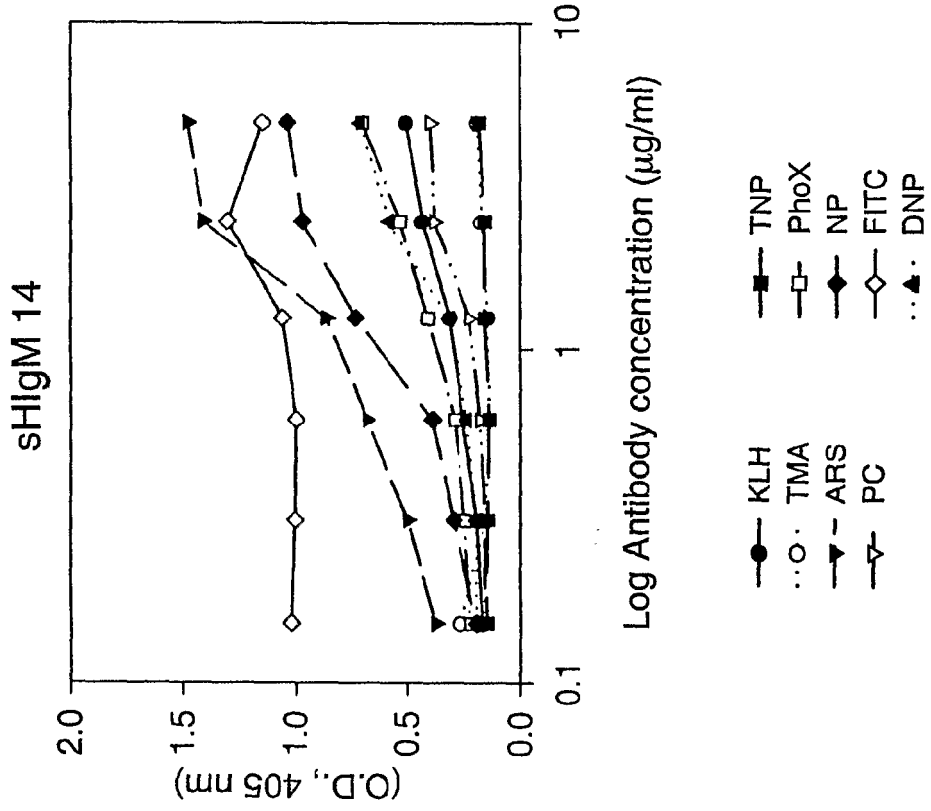 sHIgM 14
(O.D., 405 nm)
2.0
1.5
1.0
0.5
0.0
0.1
1
10
Log Antibody concentration (µg/ml)
KLH
TMA
ARS
PC
TNP
PhoX
NP
FITC
DNP